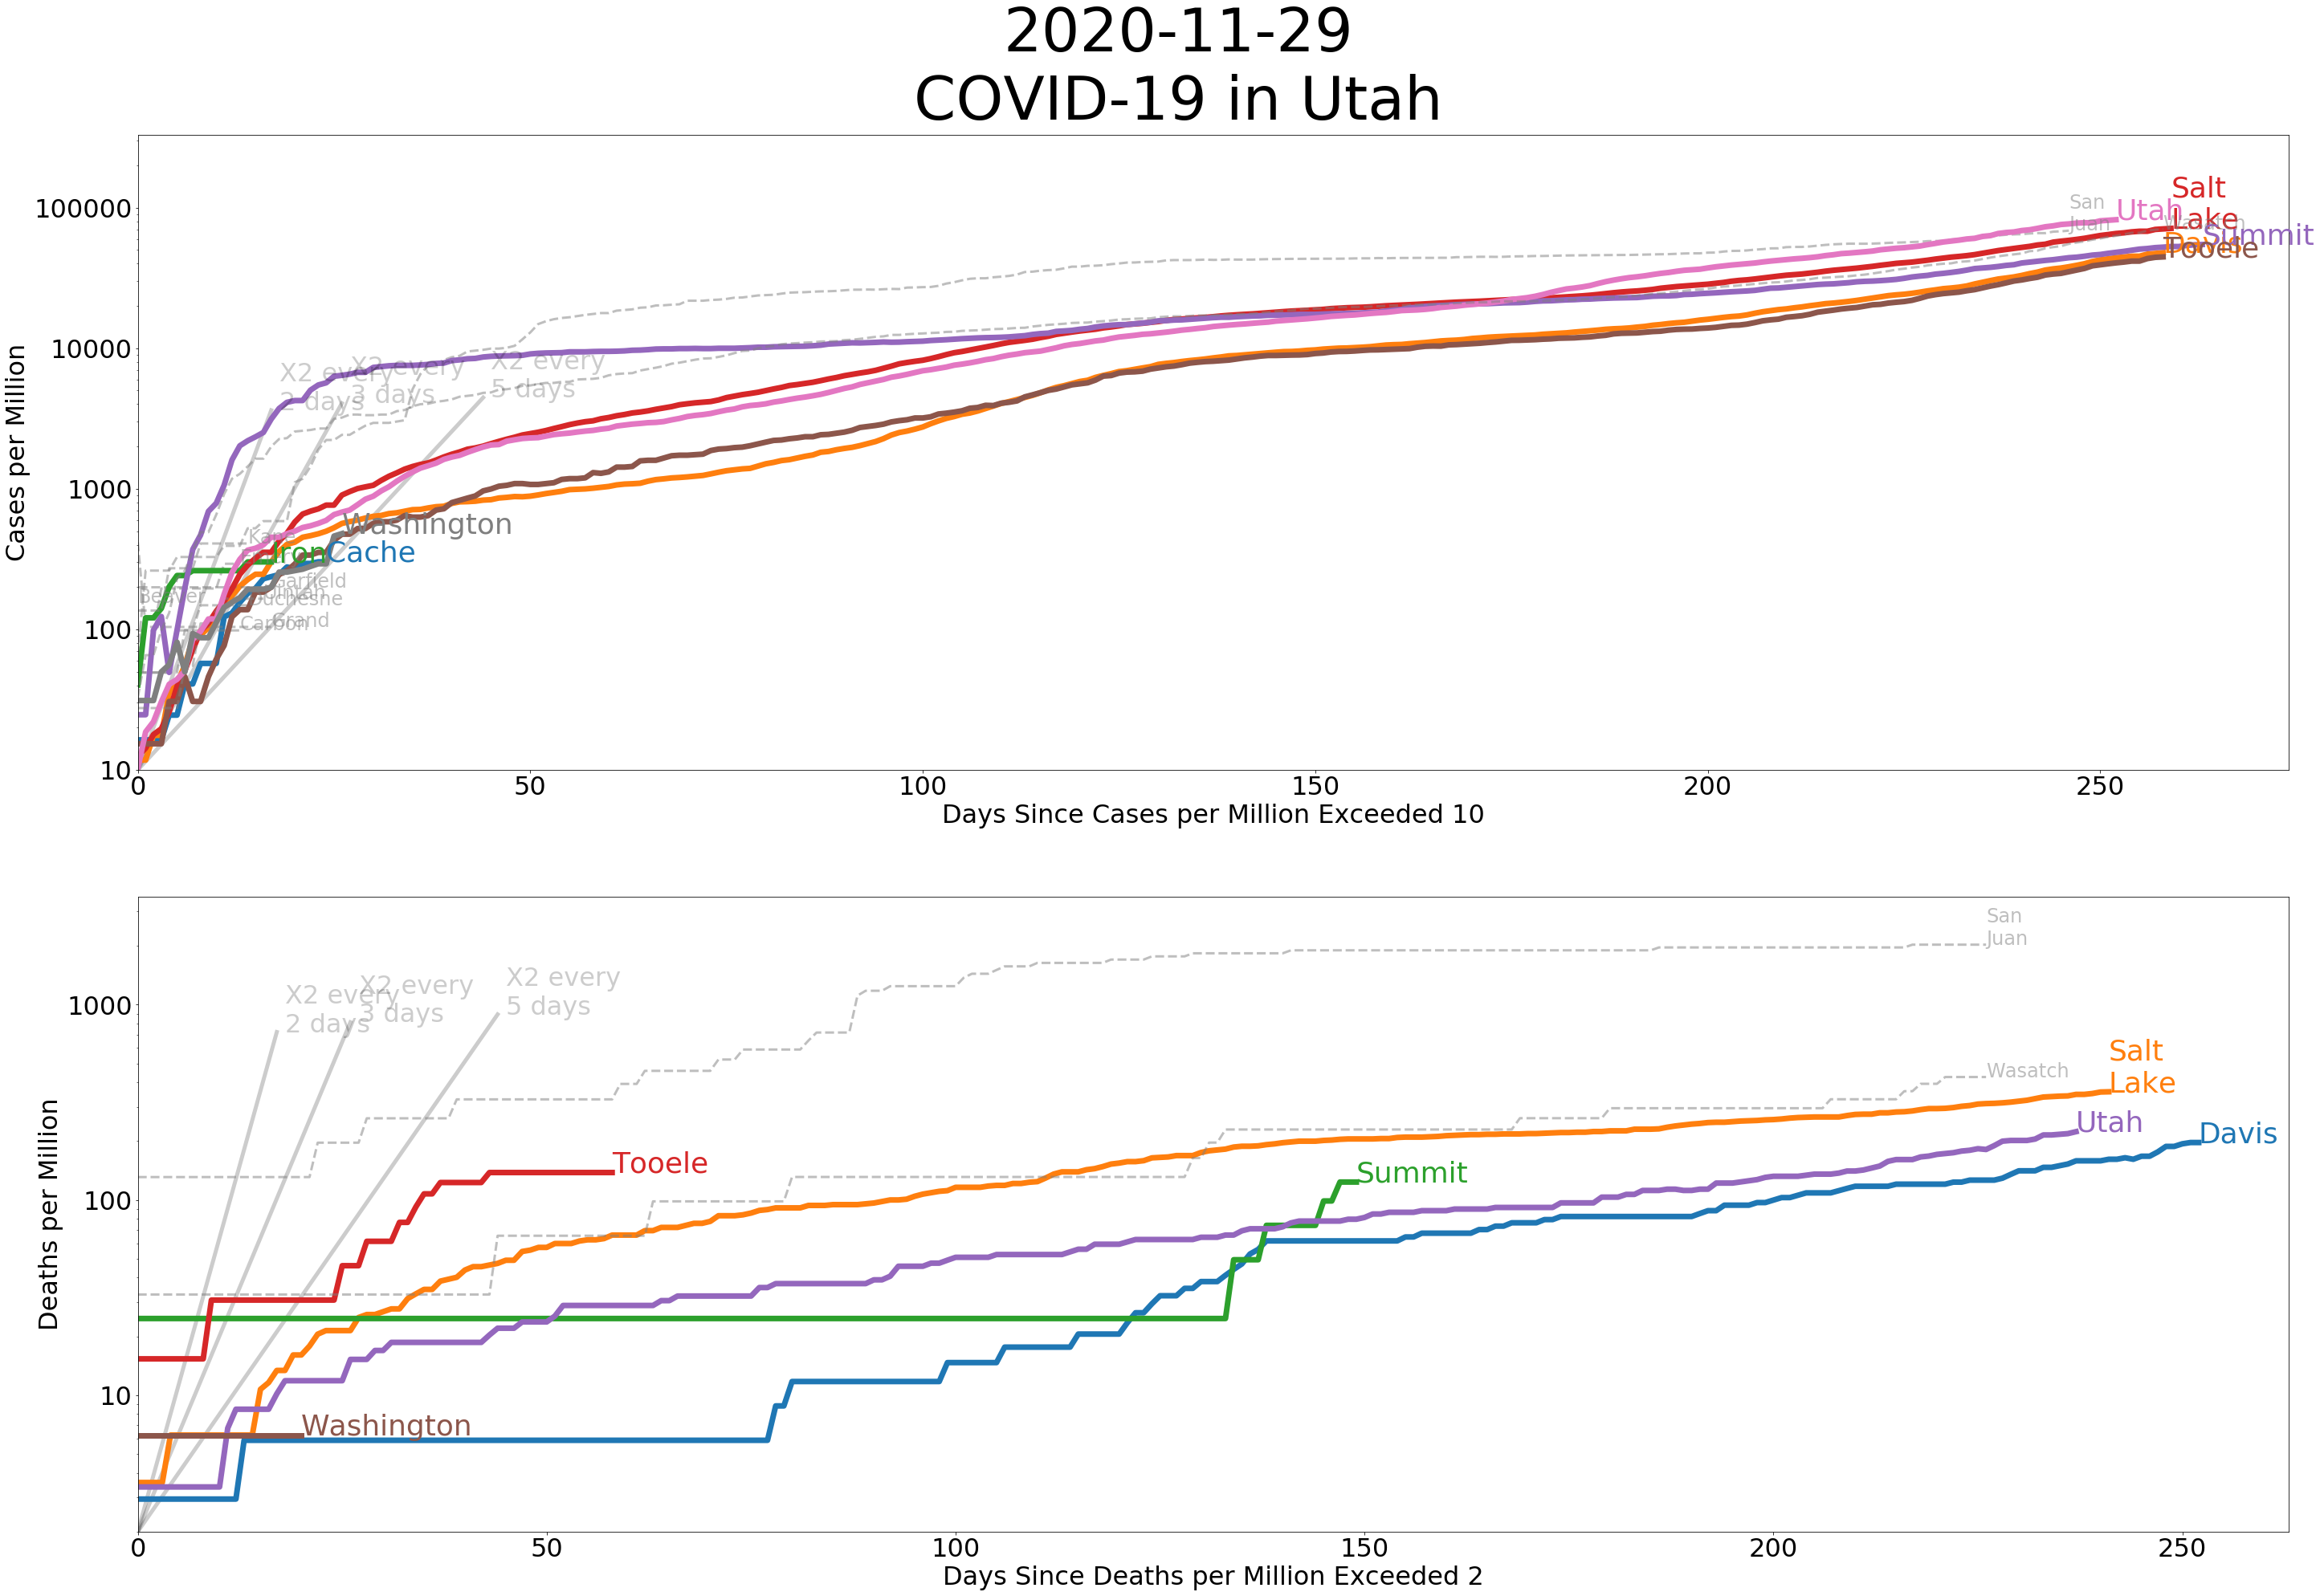 2020-11-29
COVID-19 in Utah
Cases per Million
100000
10000
1000
100
10
X2 every
2 days
X2 every
3 days
X2 every
5 days
San
Juan
Utah
Salt
Lake
Wasatch
Summit
Davis
Tooele
Washington
Kane
Iron
Cache
Garfield
Uintah
Duchesne
Beaver
Grand
Carbon
0
50
100
150
200
250
Days Since Cases per Million Exceeded 10
Deaths per Million
1000
100
10
X2 every
2 days
X2 every
3 days
X2 every
5 days
San
Juan
Wasatch
Salt
Lake
Utah
Davis
Tooele
Summit
Washington
0
50
100
150
200
250
Days Since Deaths per Million Exceeded 2